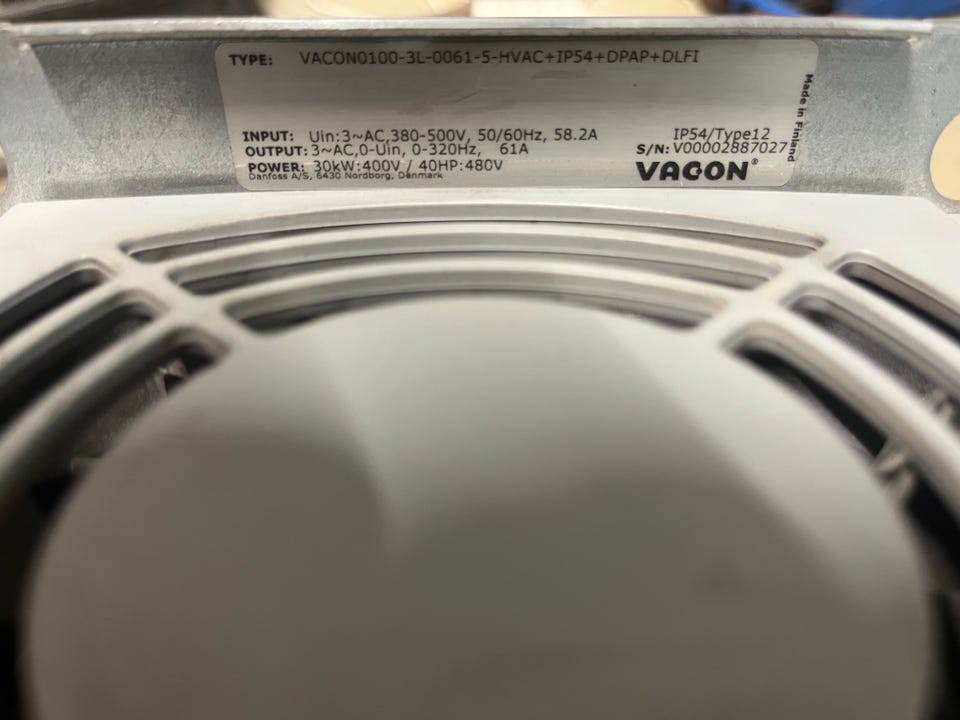 TYPE: VACON0100-3L-0061-5-HVAC+IP54+DPAP+DLFI
INPUT: Uin:3~AC,380-500V, 50/60Hz, 58.2A IP54/Type12
OUTPUT: 3~AC,0-Uin, 0-320Hz, 61A S/N: V00002887027
POWER: 30kW:400V / 40HP:480V
Danfoss A/S, 6430 Nordborg, Denmark
VACON®
Made in Finland